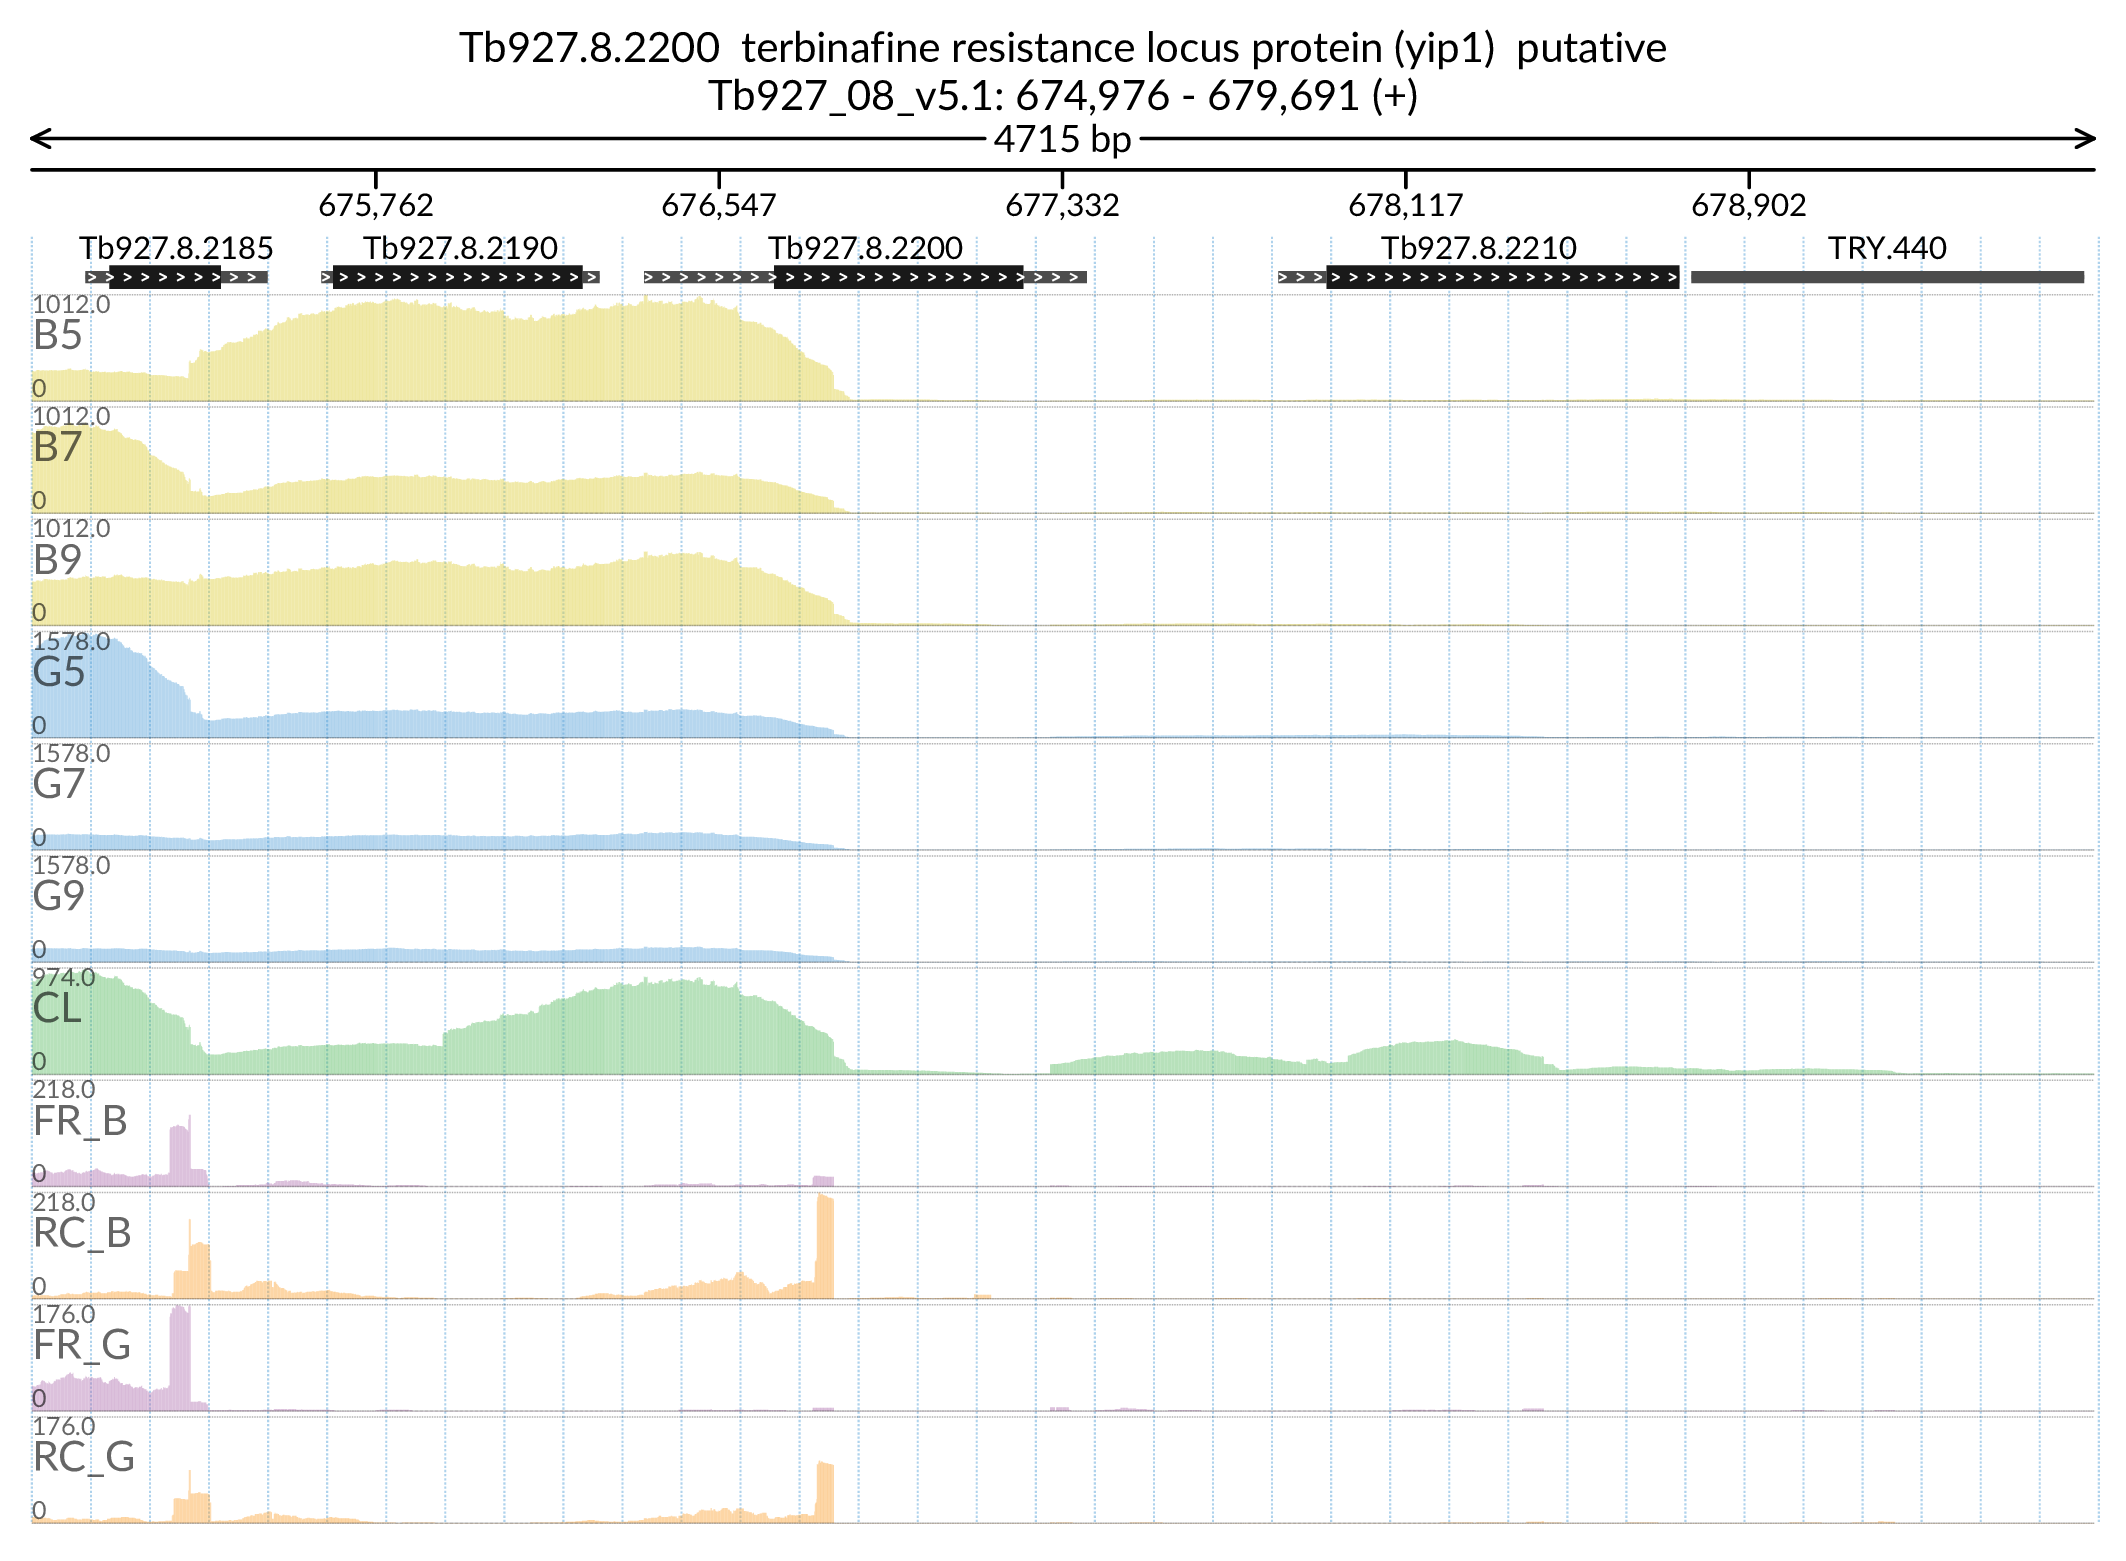 Tb927.8.2200  terbinafine resistance locus protein (yip1)  putative
Tb927_08_v5.1: 674,976 - 679,691 (+)
4715 bp
675,762 676,547 677,332 678,117 678,902
Tb927.8.2185 Tb927.8.2190 Tb927.8.2200 Tb927.8.2210 TRY.440
1012.0
B5
0
1012.0
B7
0
1012.0
B9
0
1578.0
G5
0
1578.0
G7
0
1578.0
G9
0
974.0
CL
0
218.0
FR_B
0
218.0
RC_B
0
176.0
FR_G
0
176.0
RC_G
0